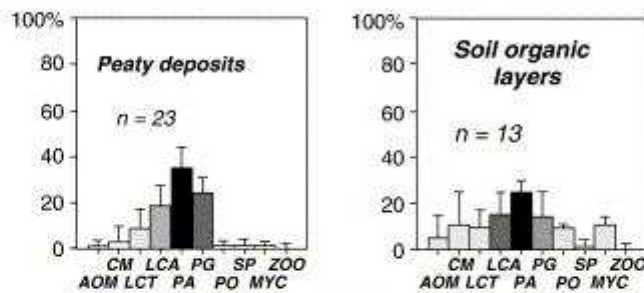 100%
80
60
40
20
0
Peaty deposits
n = 23
CM LCA PG SP ZOO
AOM LCT PA PO MYC
100%
80
60
40
20
0
Soil organic
layers
n = 13
CM LCA PG SP ZOO
AOM LCT PA PO MYC